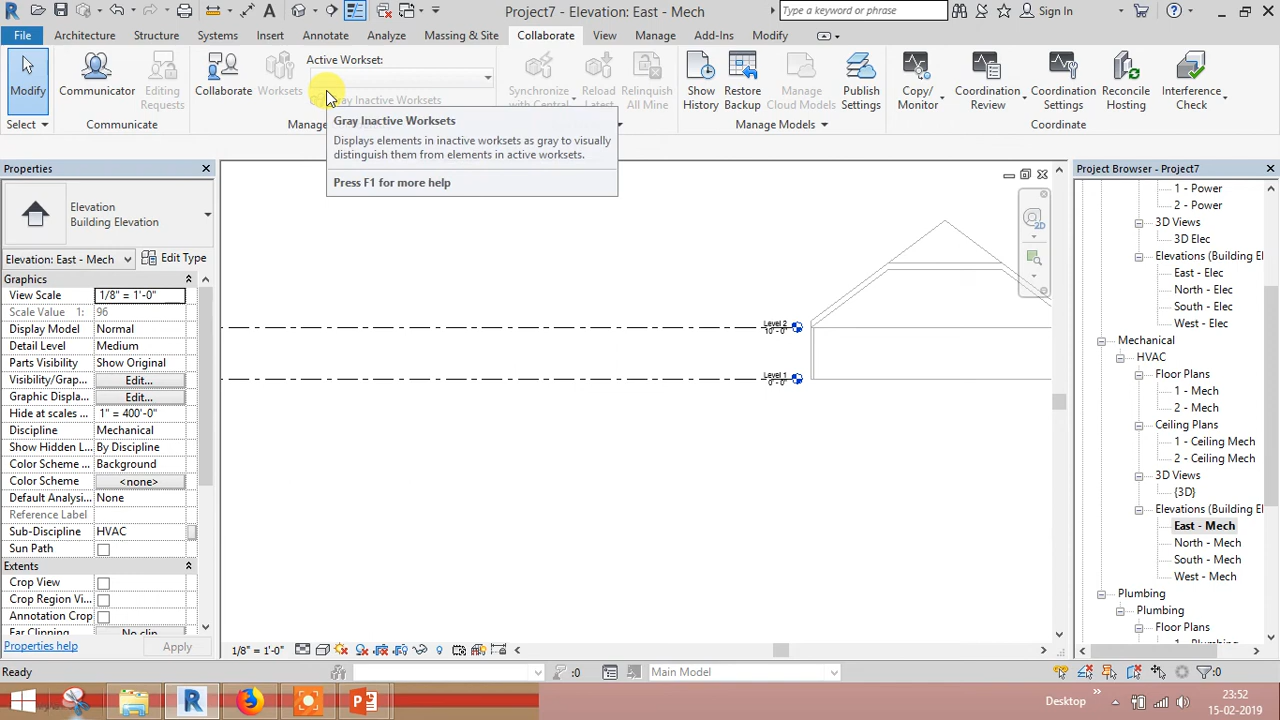 Project7 - Elevation: East - Mech
Type a keyword or phrase
Sign In
File
Architecture
Structure
Systems
Insert
Annotate
Analyze
Massing & Site
Collaborate
View
Manage
Add-Ins
Modify
Modify
Select
Communicator
Editing
Requests
Communicate
Collaborate
Worksets
Active Workset:
Gray Inactive Worksets
Synchronize
with Central
Reload
Latest
Relinquish
All Mine
Show
History
Restore
Backup
Manage
Cloud Models
Publish
Settings
Manage Models
Copy/
Monitor
Coordination
Review
Coordination
Settings
Reconcile
Hosting
Interference
Check
Coordinate
Gray Inactive Worksets
Displays elements in inactive worksets as gray to visually
distinguish them from elements in active worksets.
Press F1 for more help
Properties
Elevation
Building Elevation
Elevation: East - Mech
Edit Type
Graphics
View Scale 1/8" = 1'-0"
Scale Value 1: 96
Display Model Normal
Detail Level Medium
Parts Visibility Show Original
Visibility/Grap... Edit...
Graphic Displa... Edit...
Hide at scales ... 1" = 400'-0"
Discipline Mechanical
Show Hidden L... By Discipline
Color Scheme ... Background
Color Scheme <none>
Default Analysi... None
Reference Label
Sub-Discipline HVAC
Sun Path
Extents
Crop View
Crop Region Vi...
Annotation Crop
Far Clipping No clip
Properties help
Apply
Level 2
10' - 0"
Level 1
0' - 0"
2D
Project Browser - Project7
1 - Power
2 - Power
3D Views
3D Elec
Elevations (Building El
East - Elec
North - Elec
South - Elec
West - Elec
Mechanical
HVAC
Floor Plans
1 - Mech
2 - Mech
Ceiling Plans
1 - Ceiling Mech
2 - Ceiling Mech
3D Views
{3D}
Elevations (Building El
East - Mech
North - Mech
South - Mech
West - Mech
Plumbing
Plumbing
Floor Plans
1 - Plumbing
1/8" = 1'-0"
Ready
:0
Main Model
:0
Desktop
23:52
15-02-2019